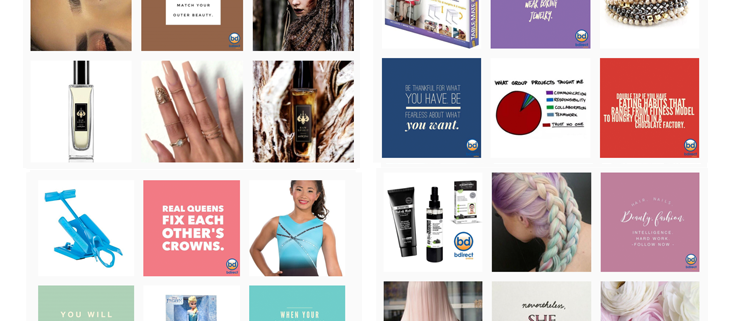 MATCH YOUR
OUTER BEAUTY.
bd
WEAR BORING
JEWELRY.
bd
BE THANKFUL FOR WHAT
YOU HAVE; BE
FEARLESS ABOUT WHAT
you want.
bd
WHAT GROUP PROJECTS TAUGHT ME
COMMUNICATION
RESPONSIBILITY
COLLABORATION
TEAMWORK
TRUST NO ONE
DOUBLE TAP IF YOU HAVE
EATING HABITS THAT
RANGE FROM FITNESS MODEL
TO HUNGRY CHILD IN A
CHOCOLATE FACTORY.
bd
REAL QUEENS
FIX EACH
OTHER'S
CROWNS.
bd
bd
bdirect
HAIR, NAILS
Beauty, fashion,
INTELLIGENCE
HARD WORK
FOLLOW NOW
bd
YOU WILL
WHEN YOUR
nevertheless,
SHE